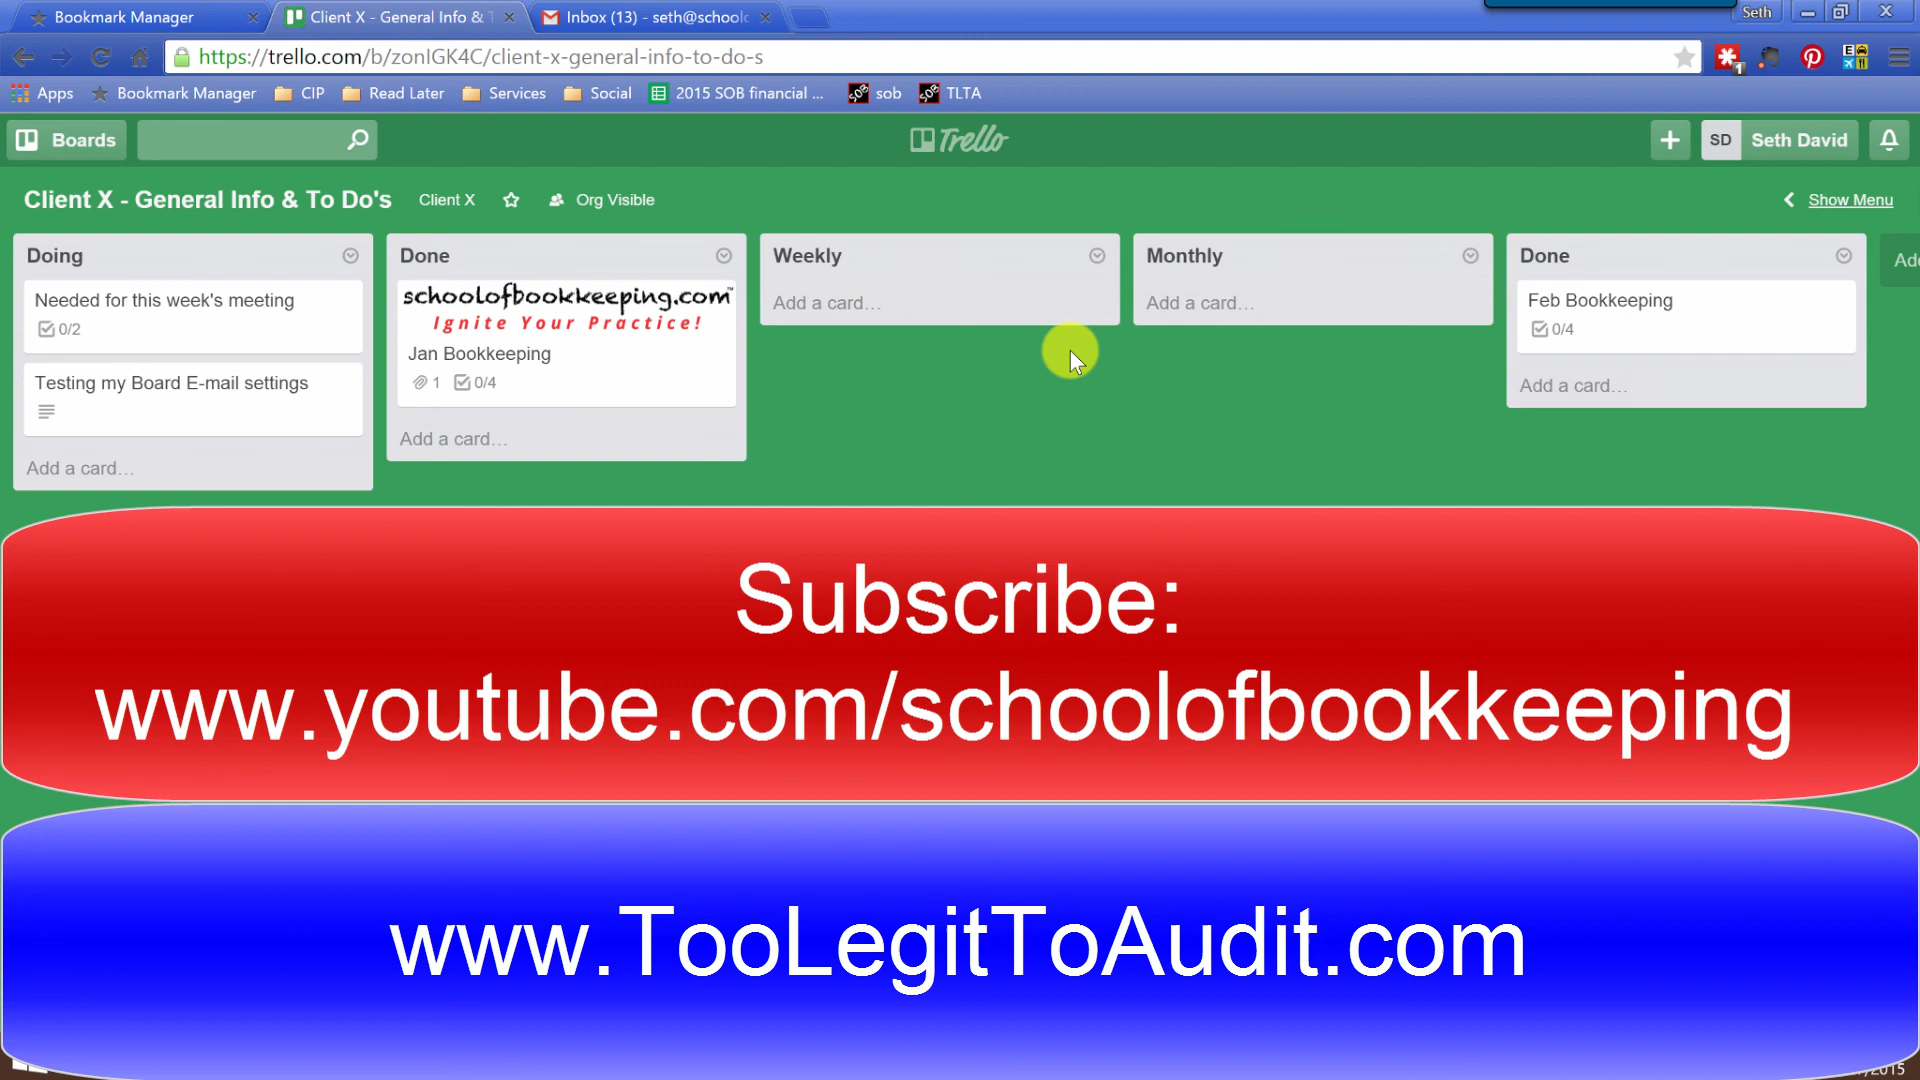 Bookmark Manager
Client X - General Info & T
Inbox (13) - seth@school
Seth
https://trello.com/b/zonIGK4C/client-x-general-info-to-do-s
1
Apps
Bookmark Manager
CIP
Read Later
Services
Social
2015 SOB financial ...
sob
TLTA
Boards
Trello
SD
Seth David
Client X - General Info & To Do's
Client X
Org Visible
Show Menu
Doing
Needed for this week's meeting
0/2
Testing my Board E-mail settings
Add a card…
Done
schoolofbookkeeping.com™
Ignite Your Practice!
Jan Bookkeeping
1
0/4
Add a card…
Weekly
Add a card…
Monthly
Add a card…
Done
Feb Bookkeeping
0/4
Add a card…
Subscribe:
www.youtube.com/schoolofbookkeeping
www.TooLegitToAudit.com